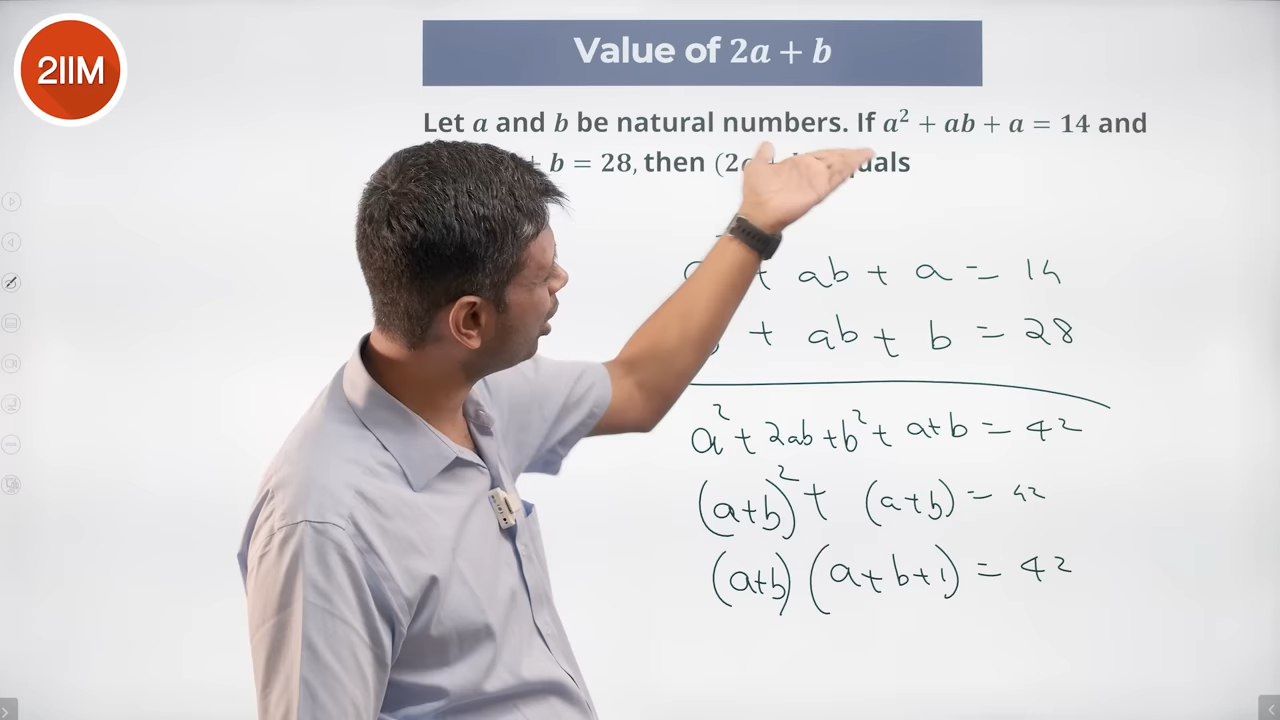 2IIM
Value of 2a + b
Let a and b be natural numbers. If a² + ab + a = 14 and
+ b = 28, then (2a + uals
+ ab + a = 14
+ ab + b = 28
a² + 2ab + b² + a+b = 42
(a+b)² + (a+b) = 42
(a+b) (a+b+1) = 42